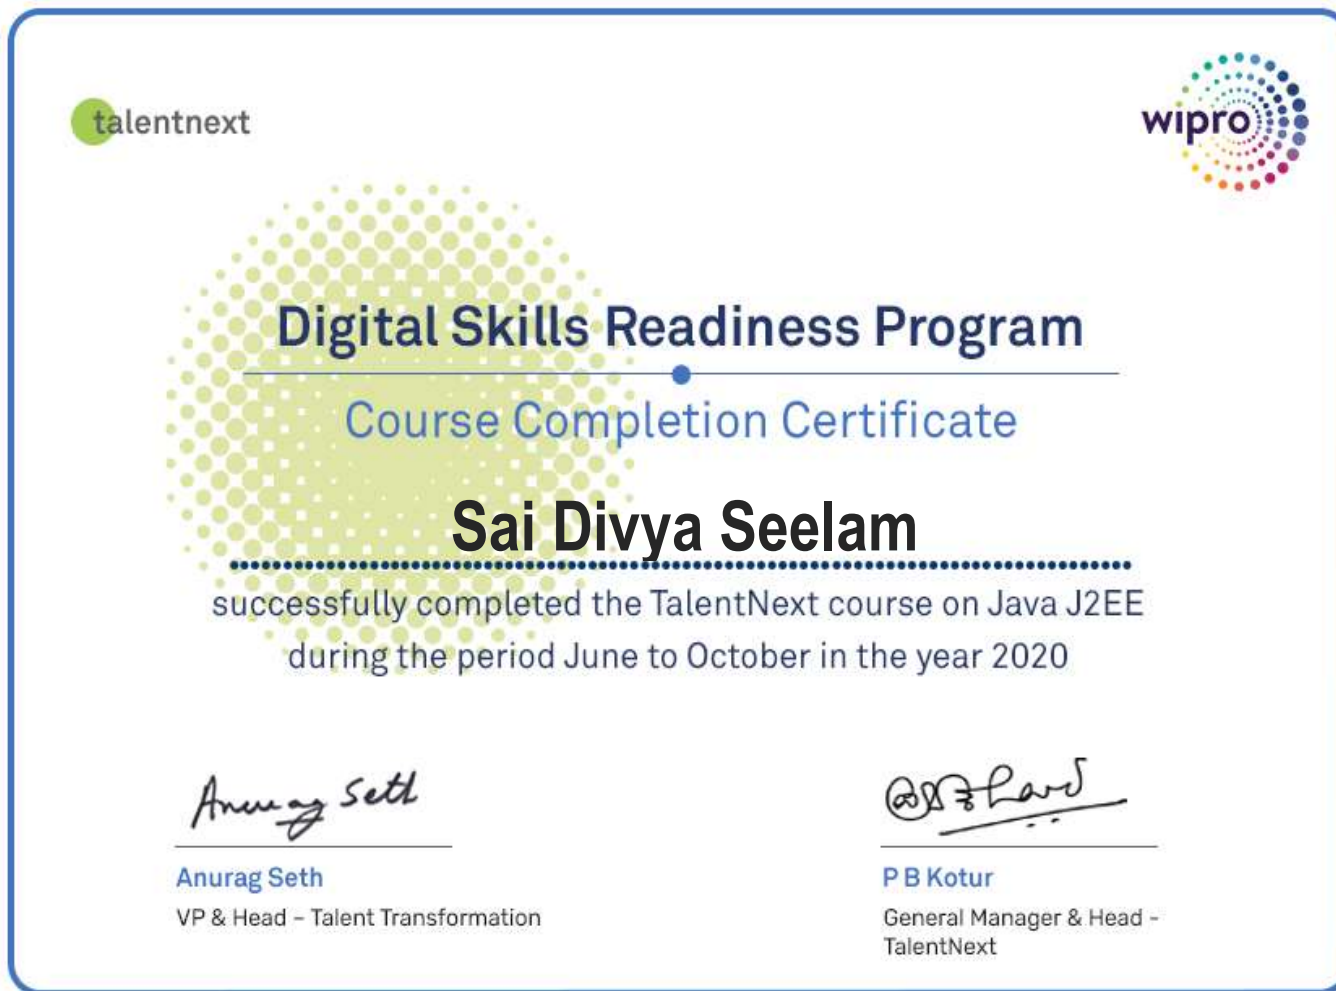 talentnext
wipro
Digital Skills Readiness Program
Course Completion Certificate
Sai Divya Seelam
successfully completed the TalentNext course on Java J2EE
during the period June to October in the year 2020
Anurag Seth
Anurag Seth
P B Kotur
VP & Head – Talent Transformation
General Manager & Head -
TalentNext